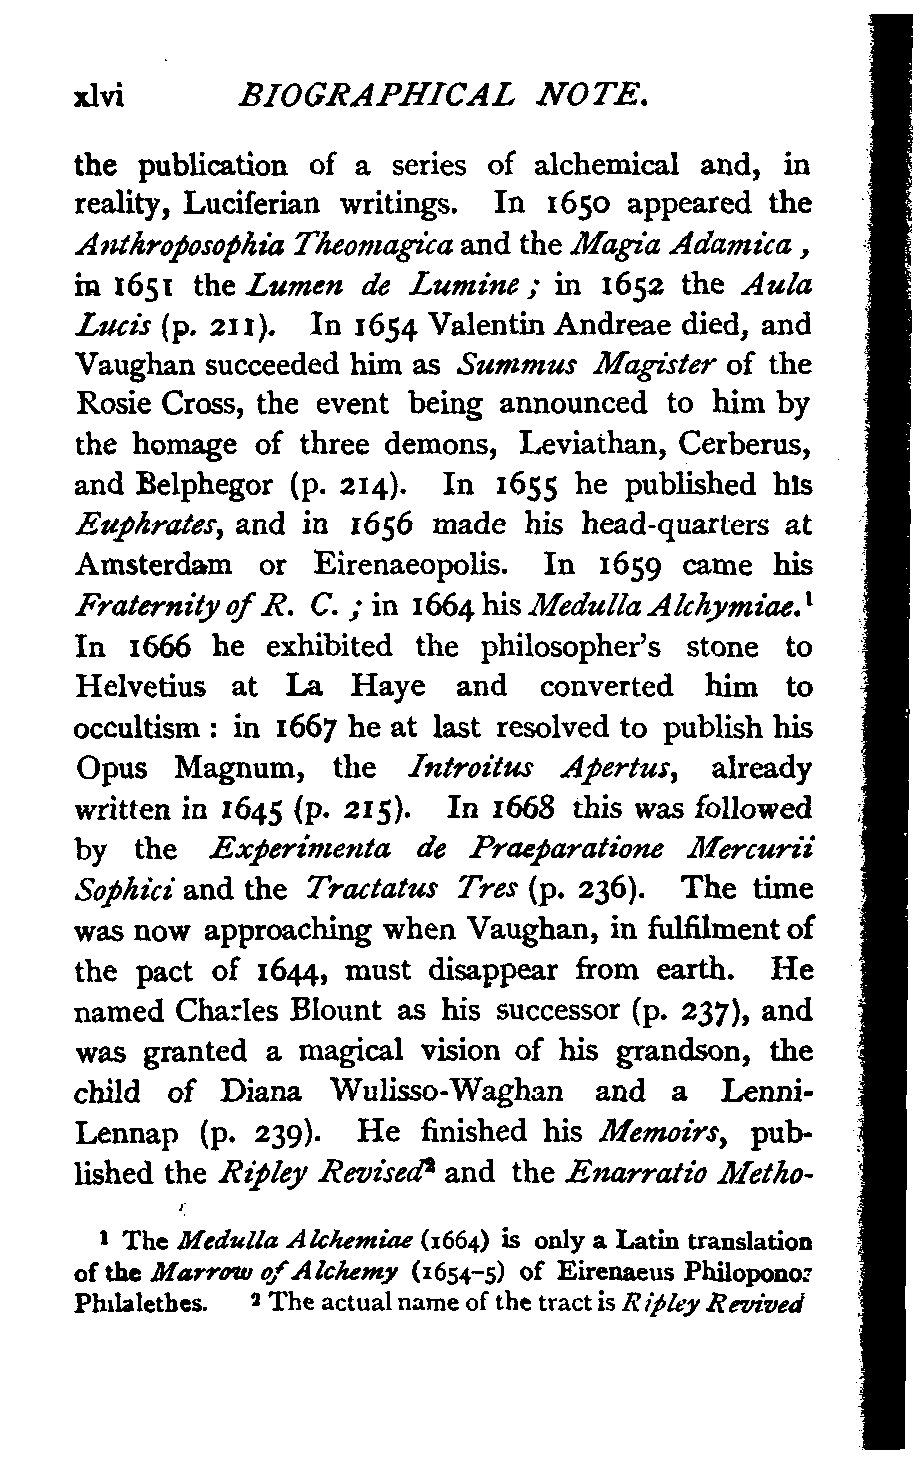 xlvi BIOGRAPHICAL NOTE.
the publication of a series of alchemical and, in
reality, Luciferian writings. In 1650 appeared the
Anthroposophia Theomagica and the Magia Adamica ,
in 1651 the Lumen de Lumine ; in 1652 the Aula
Lucis (p. 211). In 1654 Valentin Andreae died, and
Vaughan succeeded him as Summus Magister of the
Rosie Cross, the event being announced to him by
the homage of three demons, Leviathan, Cerberus,
and Belphegor (p. 214). In 1655 he published his
Euphrates, and in 1656 made his head-quarters at
Amsterdam or Eirenaeopolis. In 1659 came his
Fraternity of R. C. ; in 1664 his Medulla Alchymiae.¹
In 1666 he exhibited the philosopher's stone to
Helvetius at La Haye and converted him to
occultism : in 1667 he at last resolved to publish his
Opus Magnum, the Introitus Apertus, already
written in 1645 (p. 215). In 1668 this was followed
by the Experimenta de Praeparatione Mercurii
Sophici and the Tractatus Tres (p. 236). The time
was now approaching when Vaughan, in fulfilment of
the pact of 1644, must disappear from earth. He
named Charles Blount as his successor (p. 237), and
was granted a magical vision of his grandson, the
child of Diana Wulisso-Waghan and a Lenni-
Lennap (p. 239). He finished his Memoirs, pub-
lished the Ripley Revised² and the Enarratio Metho-
¹ The Medulla Alchemiae (1664) is only a Latin translation
of the Marrow of Alchemy (1654-5) of Eirenaeus Philoponos
Philalethes. ² The actual name of the tract is Ripley Revived